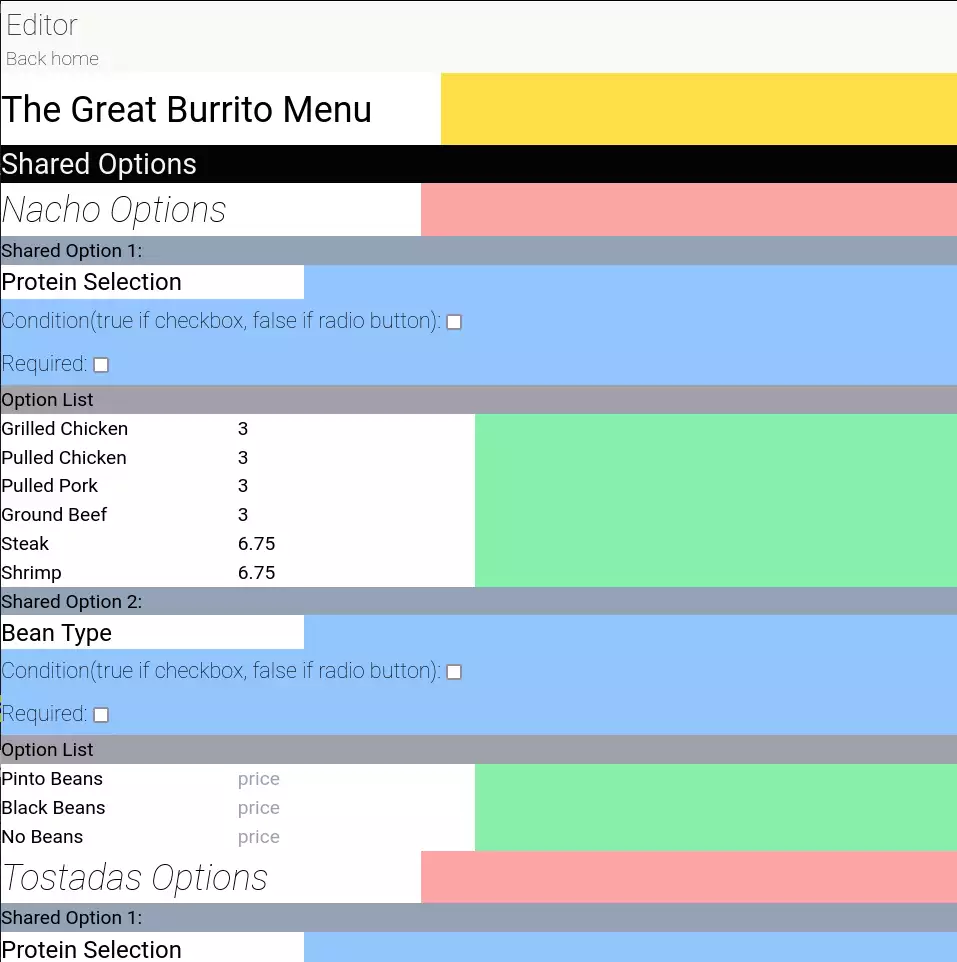 Editor
Back home
The Great Burrito Menu
Shared Options
Nacho Options
Shared Option 1:
Protein Selection
Condition(true if checkbox, false if radio button):
Required:
Option List
Grilled Chicken 3
Pulled Chicken 3
Pulled Pork 3
Ground Beef 3
Steak 6.75
Shrimp 6.75
Shared Option 2:
Bean Type
Condition(true if checkbox, false if radio button):
Required:
Option List
Pinto Beans price
Black Beans price
No Beans price
Tostadas Options
Shared Option 1:
Protein Selection